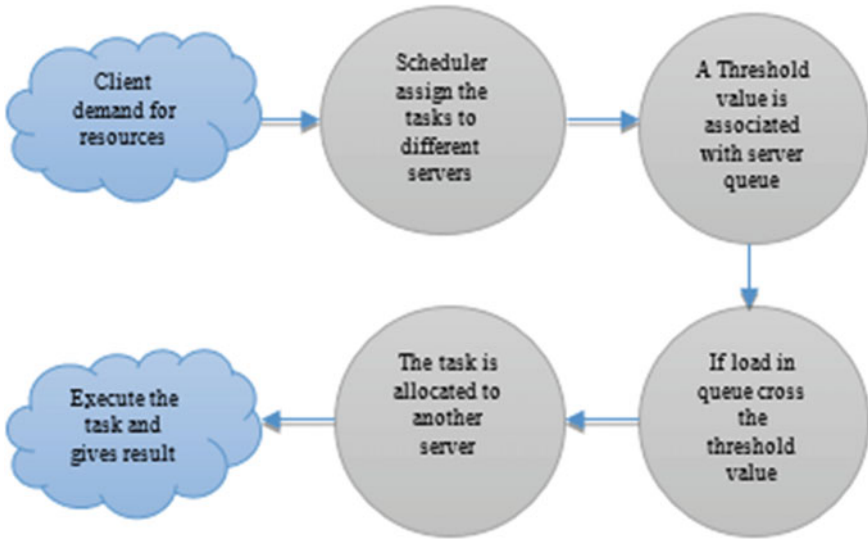 Client
demand for
resources
Scheduler
assign the
tasks to
different
servers
A Threshold
value is
associated
with server
queue
If load in
queue cross
the
threshold
value
The task is
allocated to
another
server
Execute the
task and
gives result